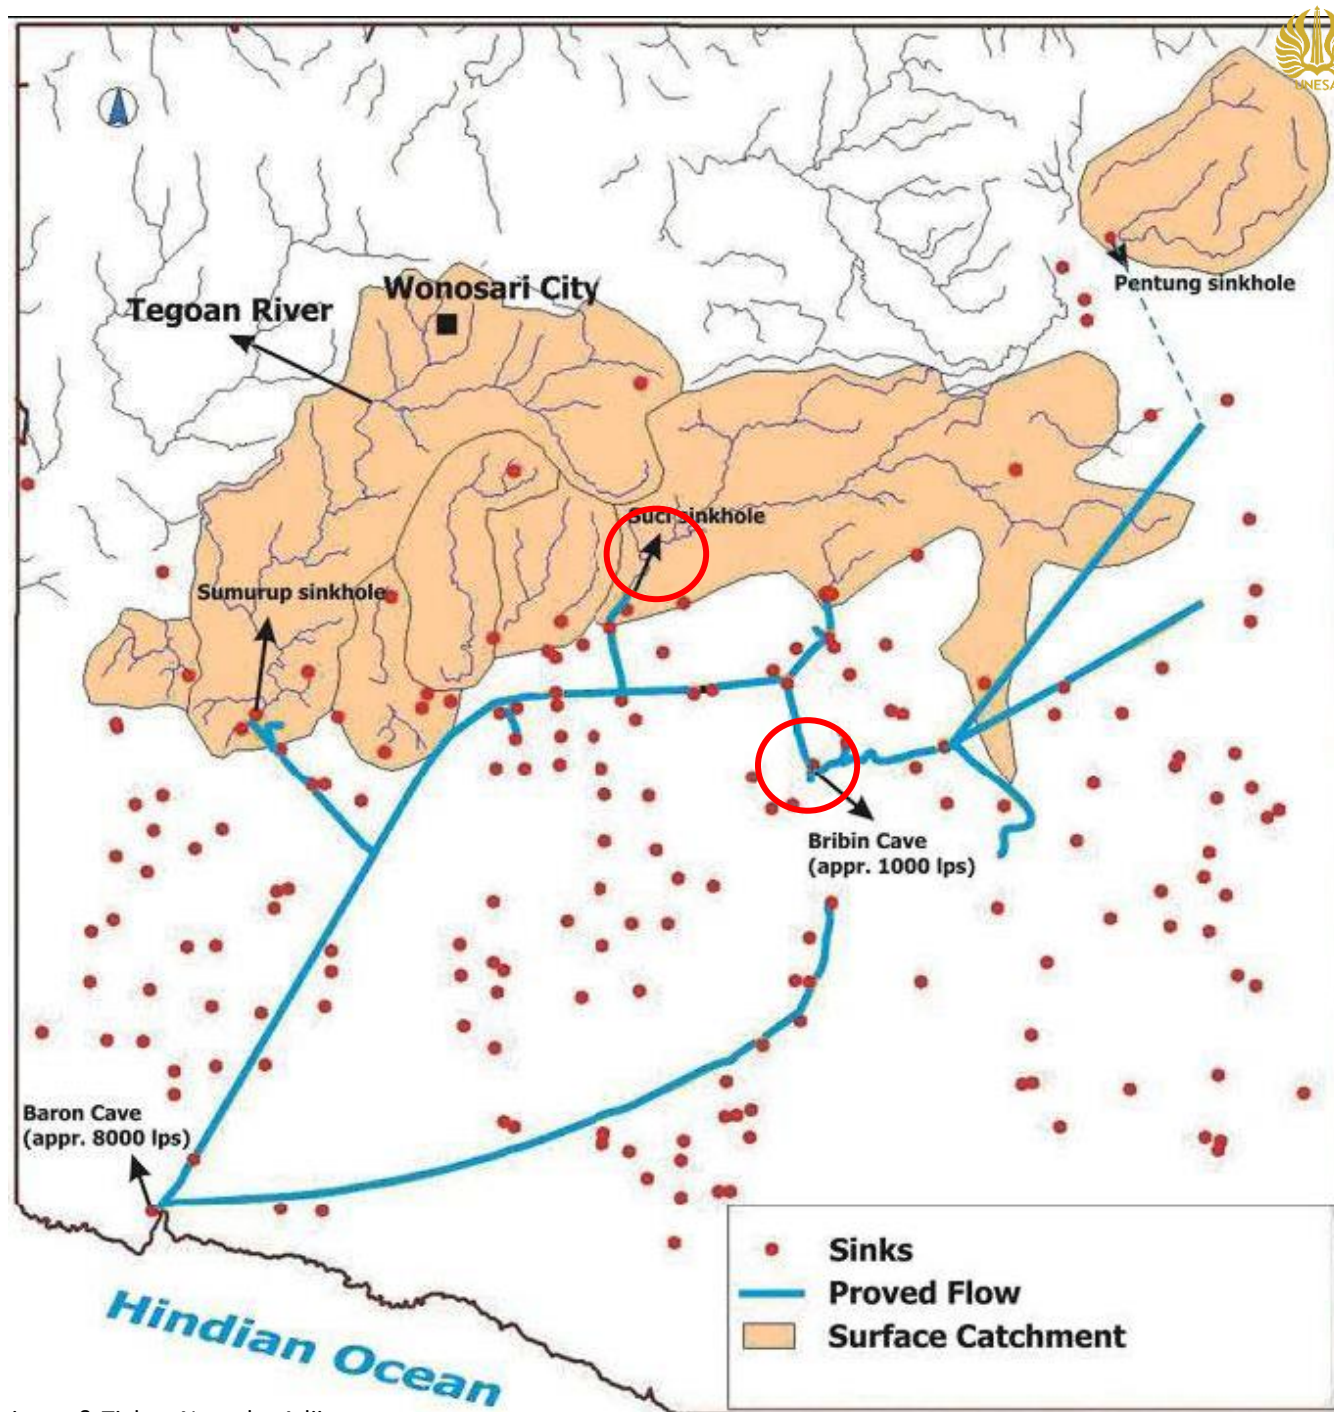 UNESA
Pentung sinkhole
Wonosari City
Tegoan River
Suci sinkhole
Sumurup sinkhole
Bribin Cave
(appr. 1000 lps)
Baron Cave
(appr. 8000 lps)
Sinks
Proved Flow
Surface Catchment
Hindian Ocean